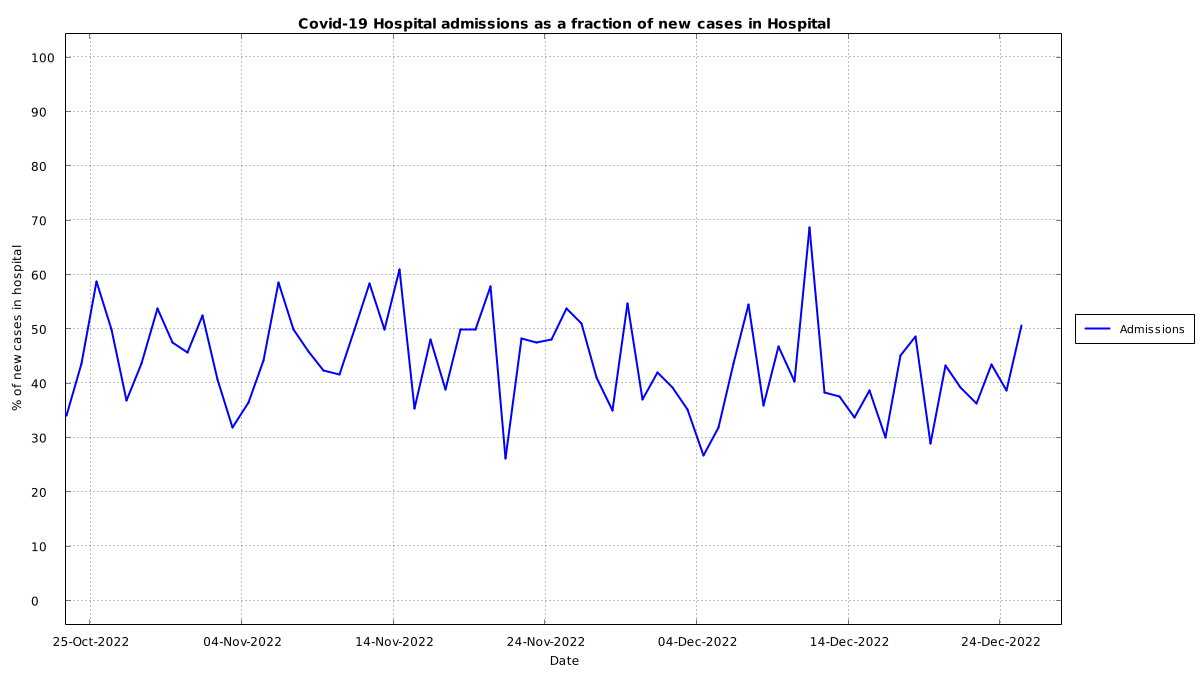 Covid-19 Hospital admissions as a fraction of new cases in Hospital
100
90
80
70
60
50
40
30
20
10
0
% of new cases in hospital
25-Oct-2022
04-Nov-2022
14-Nov-2022
24-Nov-2022
04-Dec-2022
14-Dec-2022
24-Dec-2022
Date
Admissions